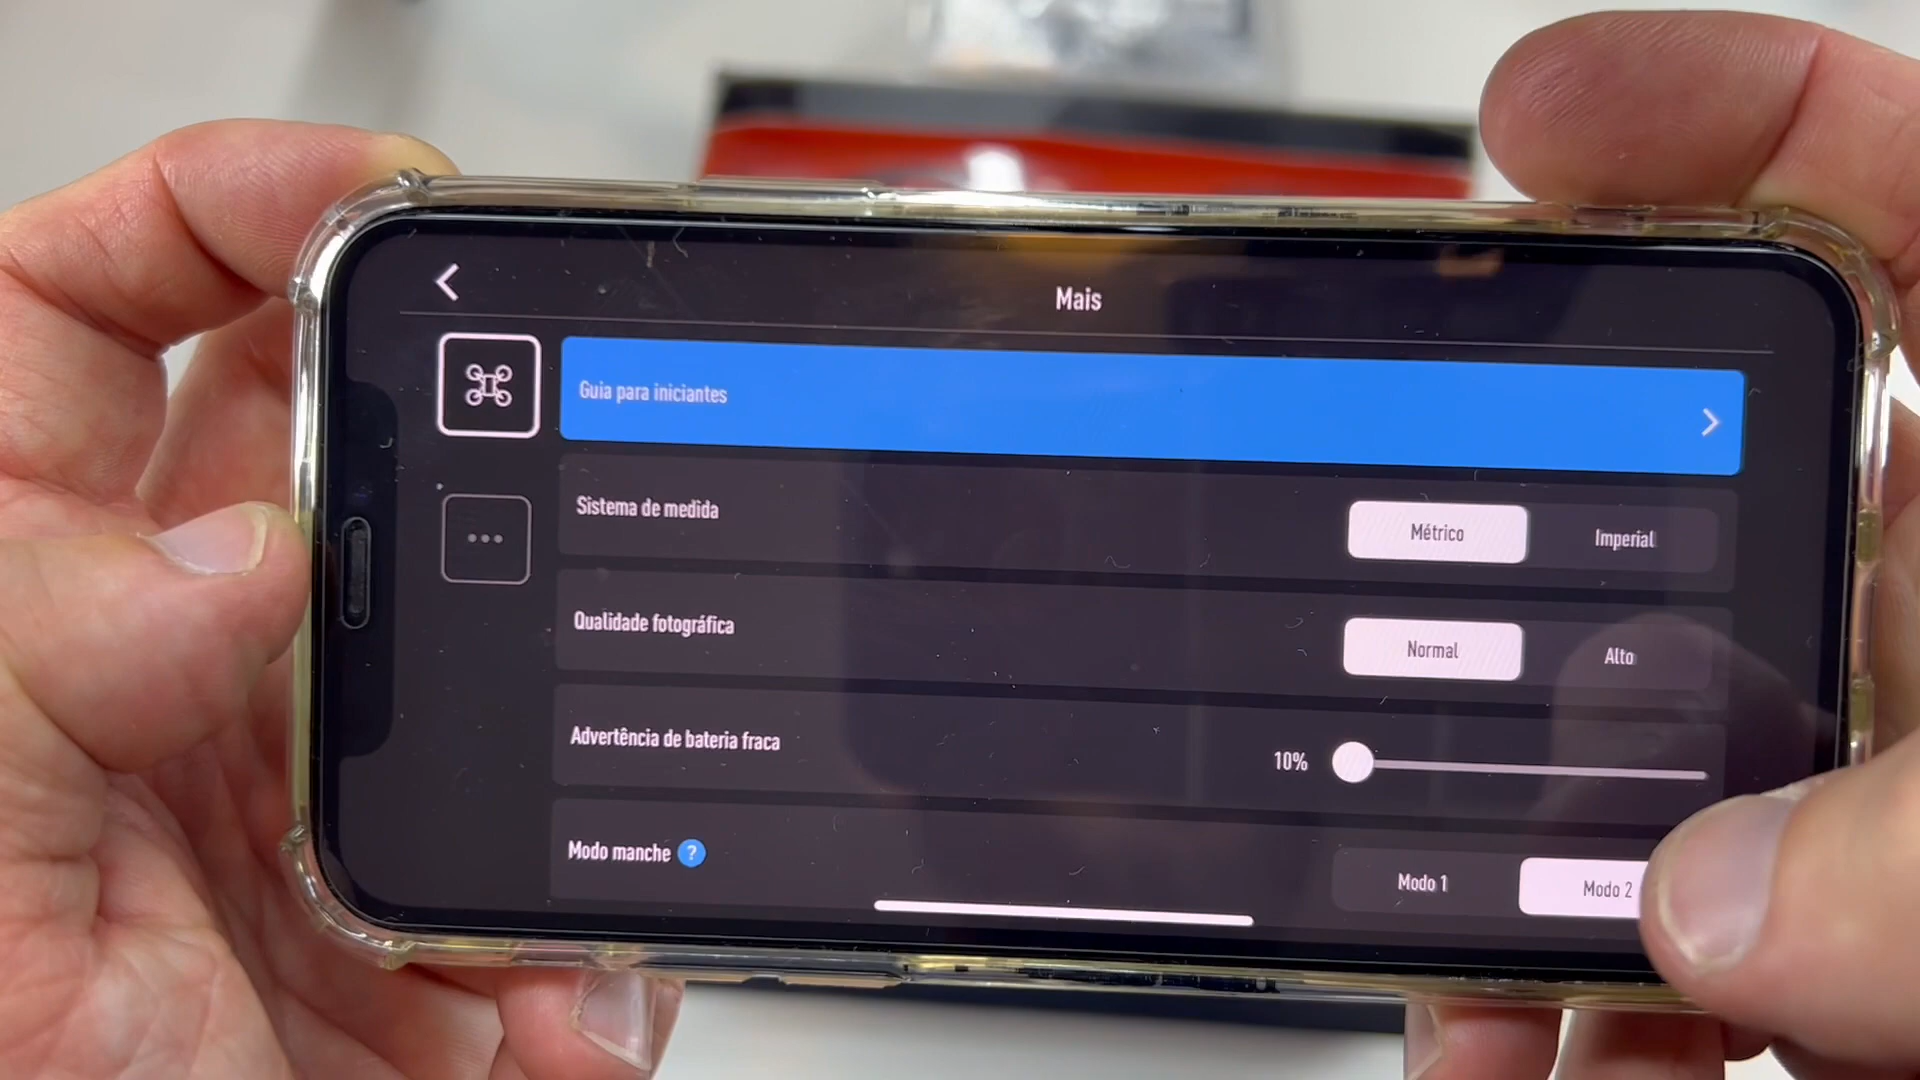 Mais
Guia para iniciantes
Sistema de medida
Métrico
Imperial
Qualidade fotográfica
Normal
Alto
Advertência de bateria fraca
10%
Modo manche ?
Modo 1
Modo 2